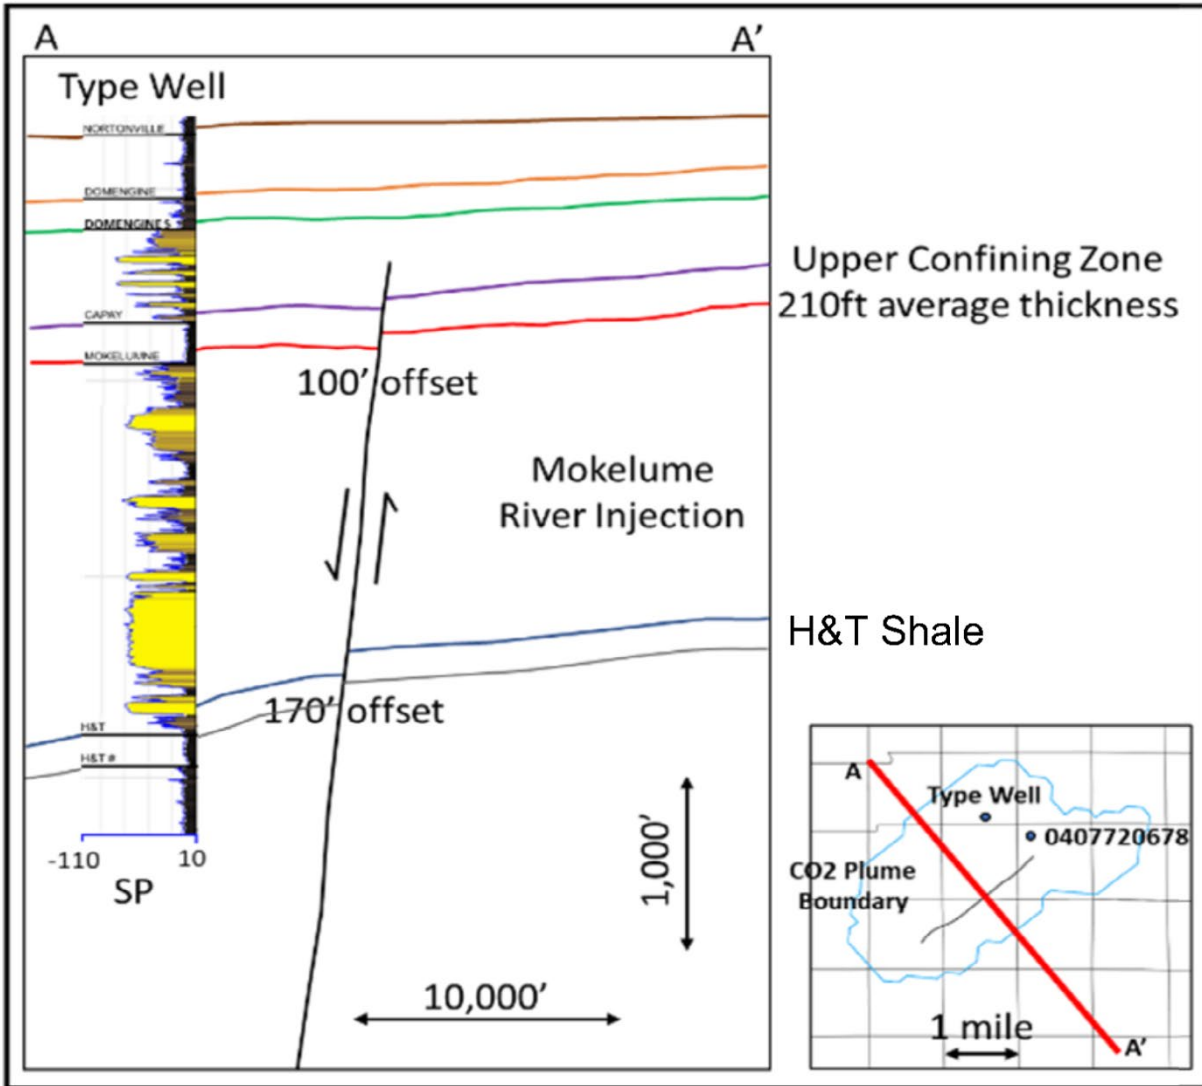 A
A'
Type Well
NORTONVILLE
DOMENGINE
DOMENGINE S
CAPAY
MOKELUMNE
Upper Confining Zone
210ft average thickness
100' offset
Mokelume
River Injection
H&T Shale
170' offset
H&T
H&T #
-110
10
SP
1,000'
10,000'
A
Type Well
0407720678
CO2 Plume
Boundary
1 mile
A'